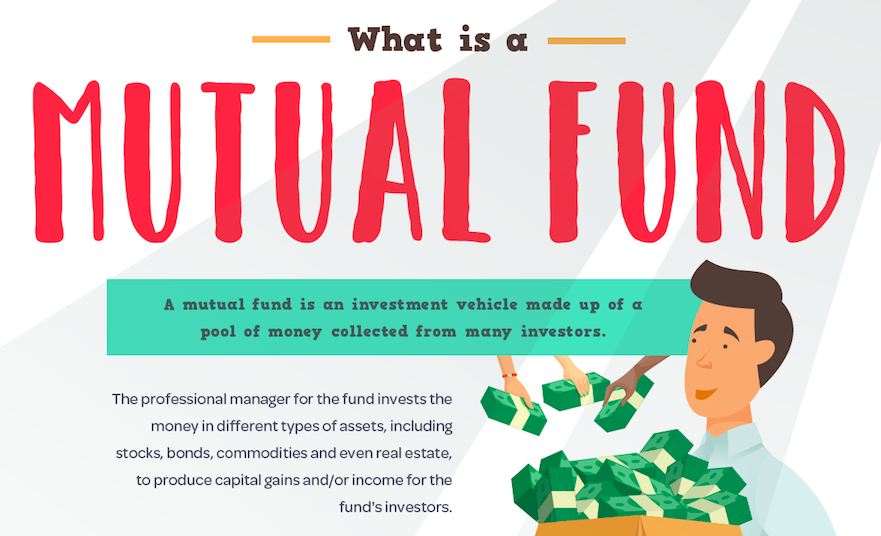 What is a
MUTUAL FUND
A mutual fund is an investment vehicle made up of a
pool of money collected from many investors.
The professional manager for the fund invests the
money in different types of assets, including
stocks, bonds, commodities and even real estate,
to produce capital gains and/or income for the
fund's investors.